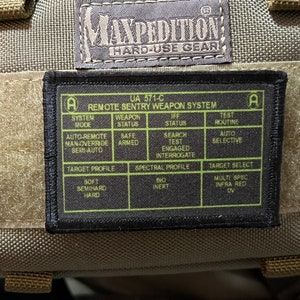 MAXPEDITION
HARD-USE GEAR
A UA 571-C A
REMOTE SENTRY WEAPON SYSTEM
SYSTEM MODE
WEAPON STATUS
IFF STATUS
TEST ROUTINE
AUTO-REMOTE
MAN-OVERRIDE
SEMI-AUTO
SAFE
ARMED
SEARCH
TEST
ENGAGED
INTERROGATE
AUTO
SELECTIVE
TARGET PROFILE
SPECTRAL PROFILE
TARGET SELECT
SOFT
SEMIHARD
HARD
BIO
INERT
MULTI SPEC
INFRA RED
UV